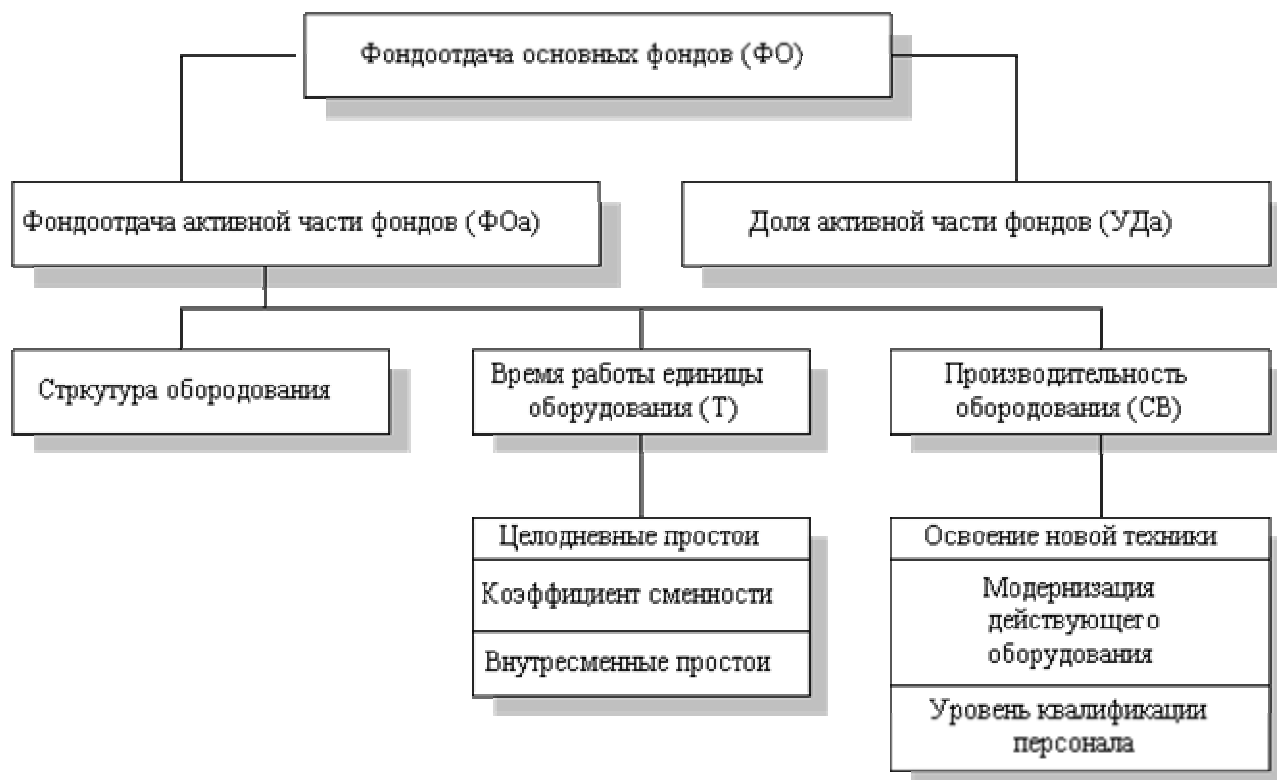 Фондоотдача основных фондов (ФО)
Фондоотдача активной части фондов (ФОа)
Доля активной части фондов (УДа)
Стркутура обородования
Время работы единицы
оборудования (Т)
Производительность
обородования (СВ)
Целодневные простои
Коэффициент сменности
Внутресменные простои
Освоение новой техники
Модернизация
действующего
оборудования
Уровень квалификации
персонала